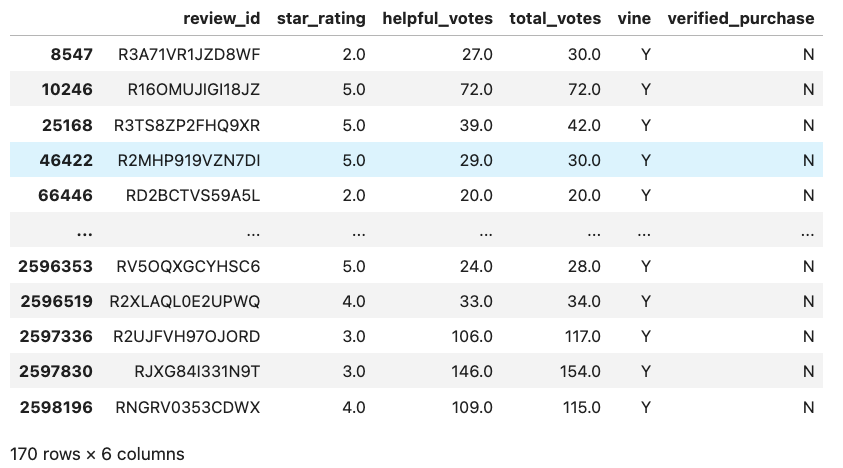 review_id star_rating helpful_votes total_votes vine verified_purchase
8547 R3A71VR1JZD8WF 2.0 27.0 30.0 Y N
10246 R16OMUJIGI18JZ 5.0 72.0 72.0 Y N
25168 R3TS8ZP2FHQ9XR 5.0 39.0 42.0 Y N
46422 R2MHP919VZN7DI 5.0 29.0 30.0 Y N
66446 RD2BCTVS59A5L 2.0 20.0 20.0 Y N
... ... ... ... ... ... ...
2596353 RV5OQXGCYHSC6 5.0 24.0 28.0 Y N
2596519 R2XLAQL0E2UPWQ 4.0 33.0 34.0 Y N
2597336 R2UJFVH97OJORD 3.0 106.0 117.0 Y N
2597830 RJXG84I331N9T 3.0 146.0 154.0 Y N
2598196 RNGRV0353CDWX 4.0 109.0 115.0 Y N
170 rows × 6 columns